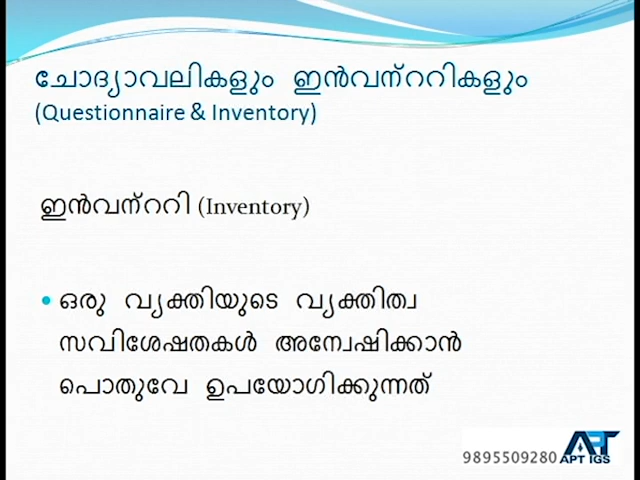 ചോദ്യാവലികളും ഇൻവന്ററികളും
(Questionnaire & Inventory)
ഇൻവന്ററി (Inventory)
ഒരു വ്യക്തിയുടെ വ്യക്തിത്വ
സവിശേഷതകൾ അന്വേഷിക്കാൻ
പൊതുവേ ഉപയോഗിക്കുന്നത്
9895509280
APT
APT IGS